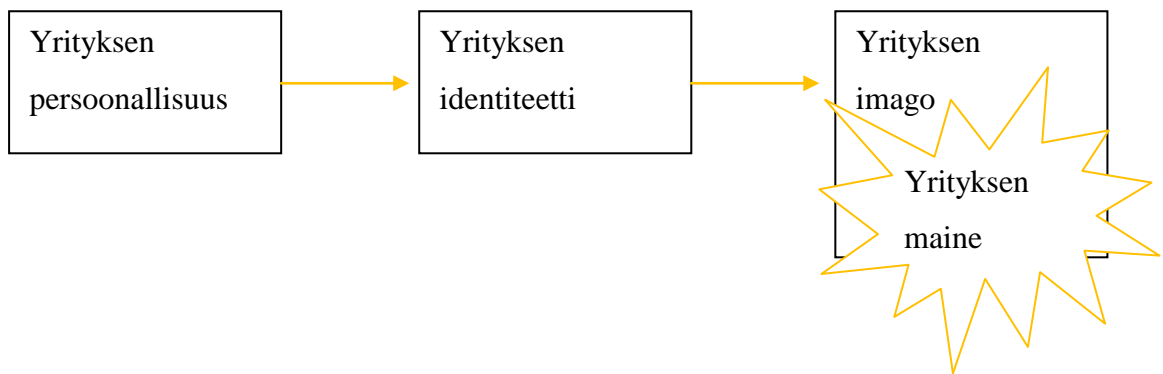 Yrityksen
persoonallisuus
Yrityksen
identiteetti
Yrityksen
imago
Yrityksen
maine